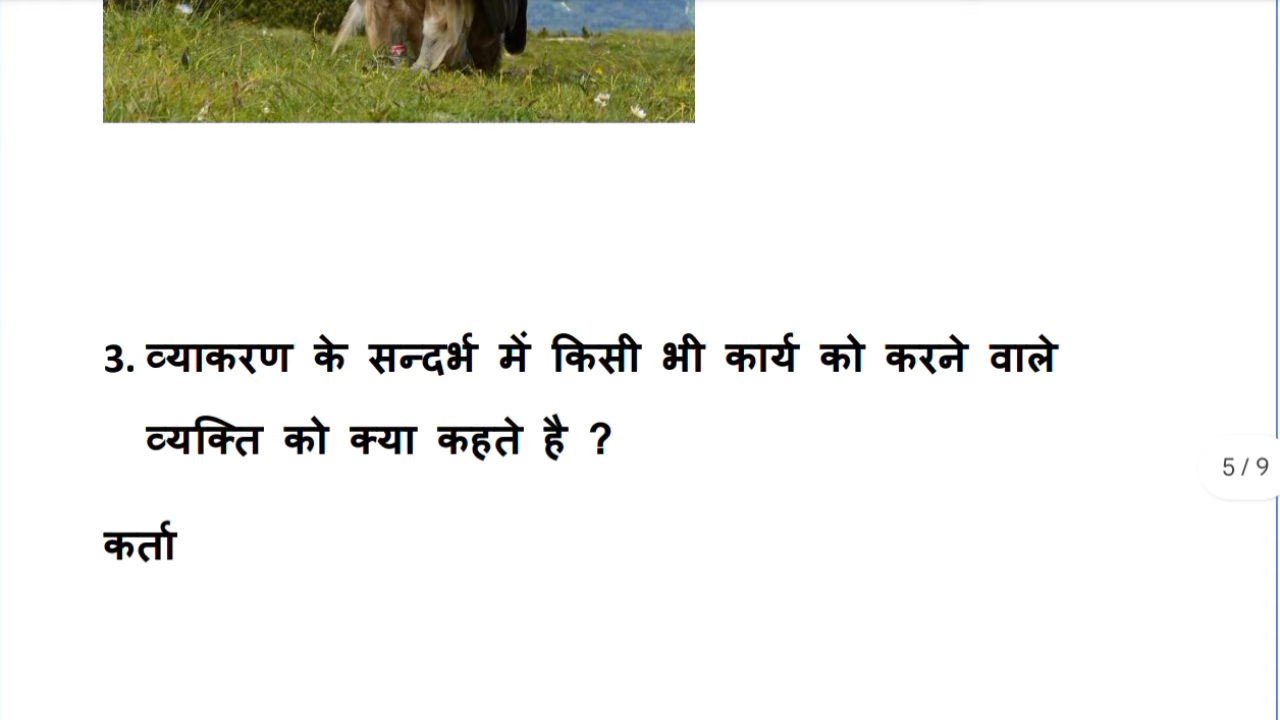 3. व्याकरण के सन्दर्भ में किसी भी कार्य को करने वाले
व्यक्ति को क्या कहते है ?
5 / 9
कर्ता